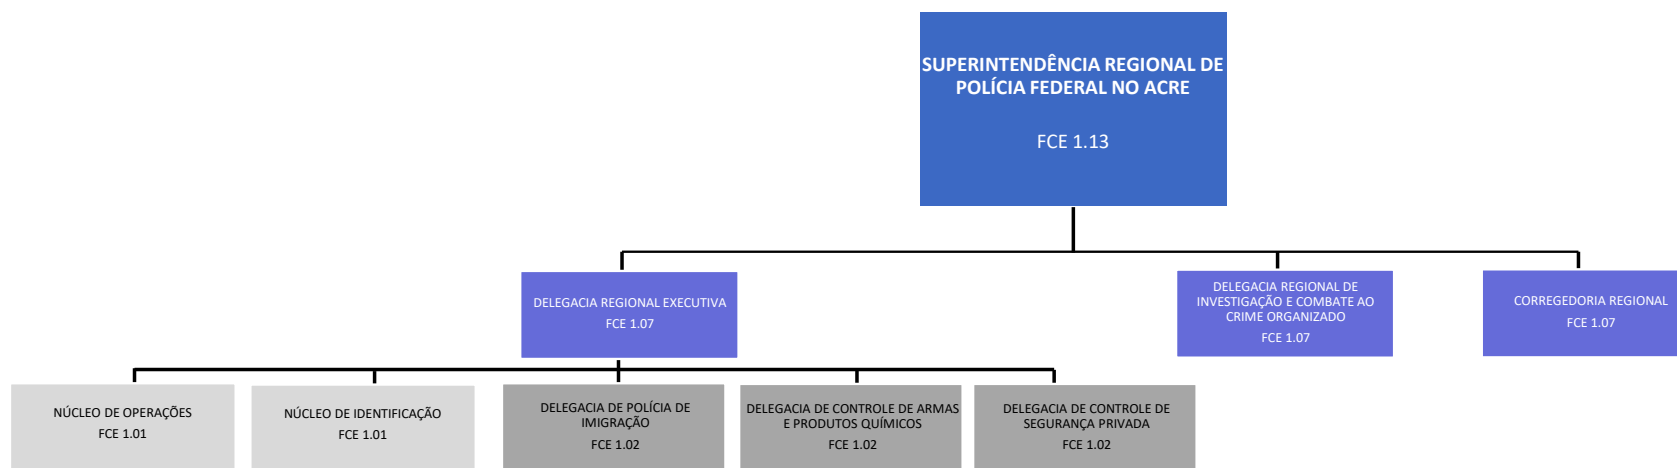 SUPERINTENDÊNCIA REGIONAL DE
POLÍCIA FEDERAL NO ACRE
FCE 1.13
DELEGACIA REGIONAL EXECUTIVA
FCE 1.07
DELEGACIA REGIONAL DE
INVESTIGAÇÃO E COMBATE AO
CRIME ORGANIZADO
FCE 1.07
CORREGEDORIA REGIONAL
FCE 1.07
NÚCLEO DE OPERAÇÕES
FCE 1.01
NÚCLEO DE IDENTIFICAÇÃO
FCE 1.01
DELEGACIA DE POLÍCIA DE
IMIGRAÇÃO
FCE 1.02
DELEGACIA DE CONTROLE DE ARMAS
E PRODUTOS QUÍMICOS
FCE 1.02
DELEGACIA DE CONTROLE DE
SEGURANÇA PRIVADA
FCE 1.02